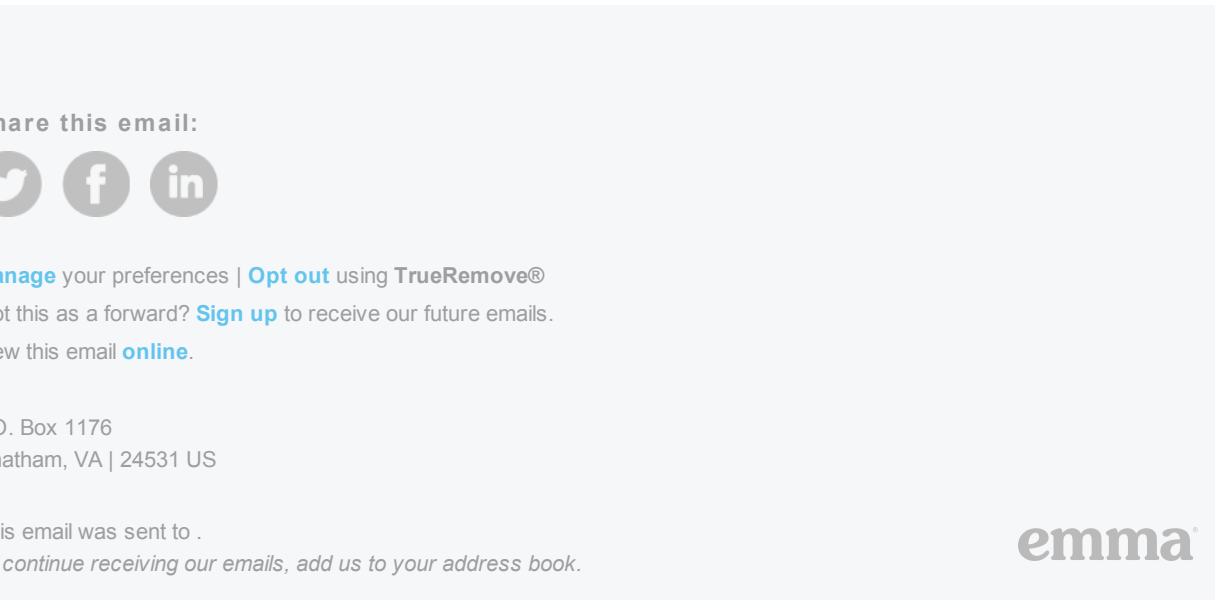 hare this email:
anage your preferences | Opt out using TrueRemove®
ot this as a forward? Sign up to receive our future emails.
ew this email online.
O. Box 1176
hatham, VA | 24531 US
is email was sent to .
continue receiving our emails, add us to your address book.
emma®